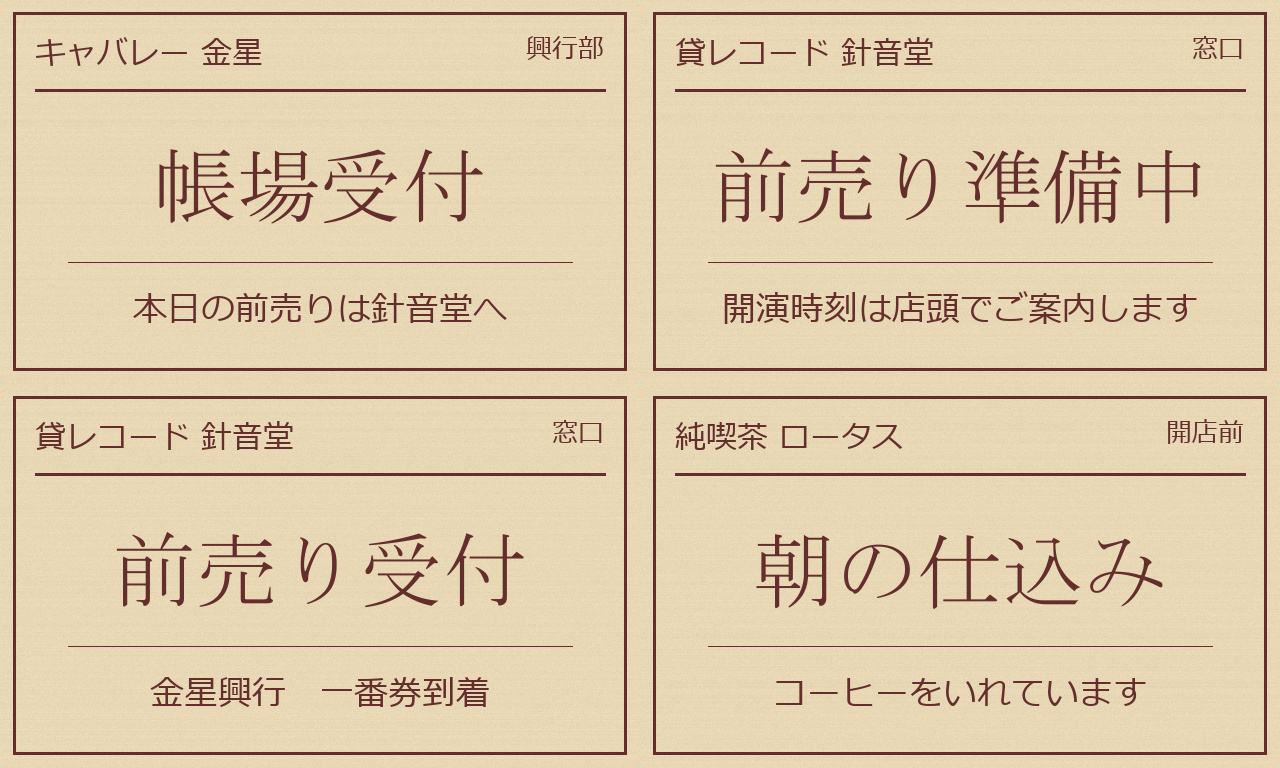 キャバレー 金星
興行部
帳場受付
本日の前売りは針音堂へ
貸レコード 針音堂
窓口
前売り準備中
開演時刻は店頭でご案内します
貸レコード 針音堂
窓口
前売り受付
金星興行　一番券到着
純喫茶 ロータス
開店前
朝の仕込み
コーヒーをいれています